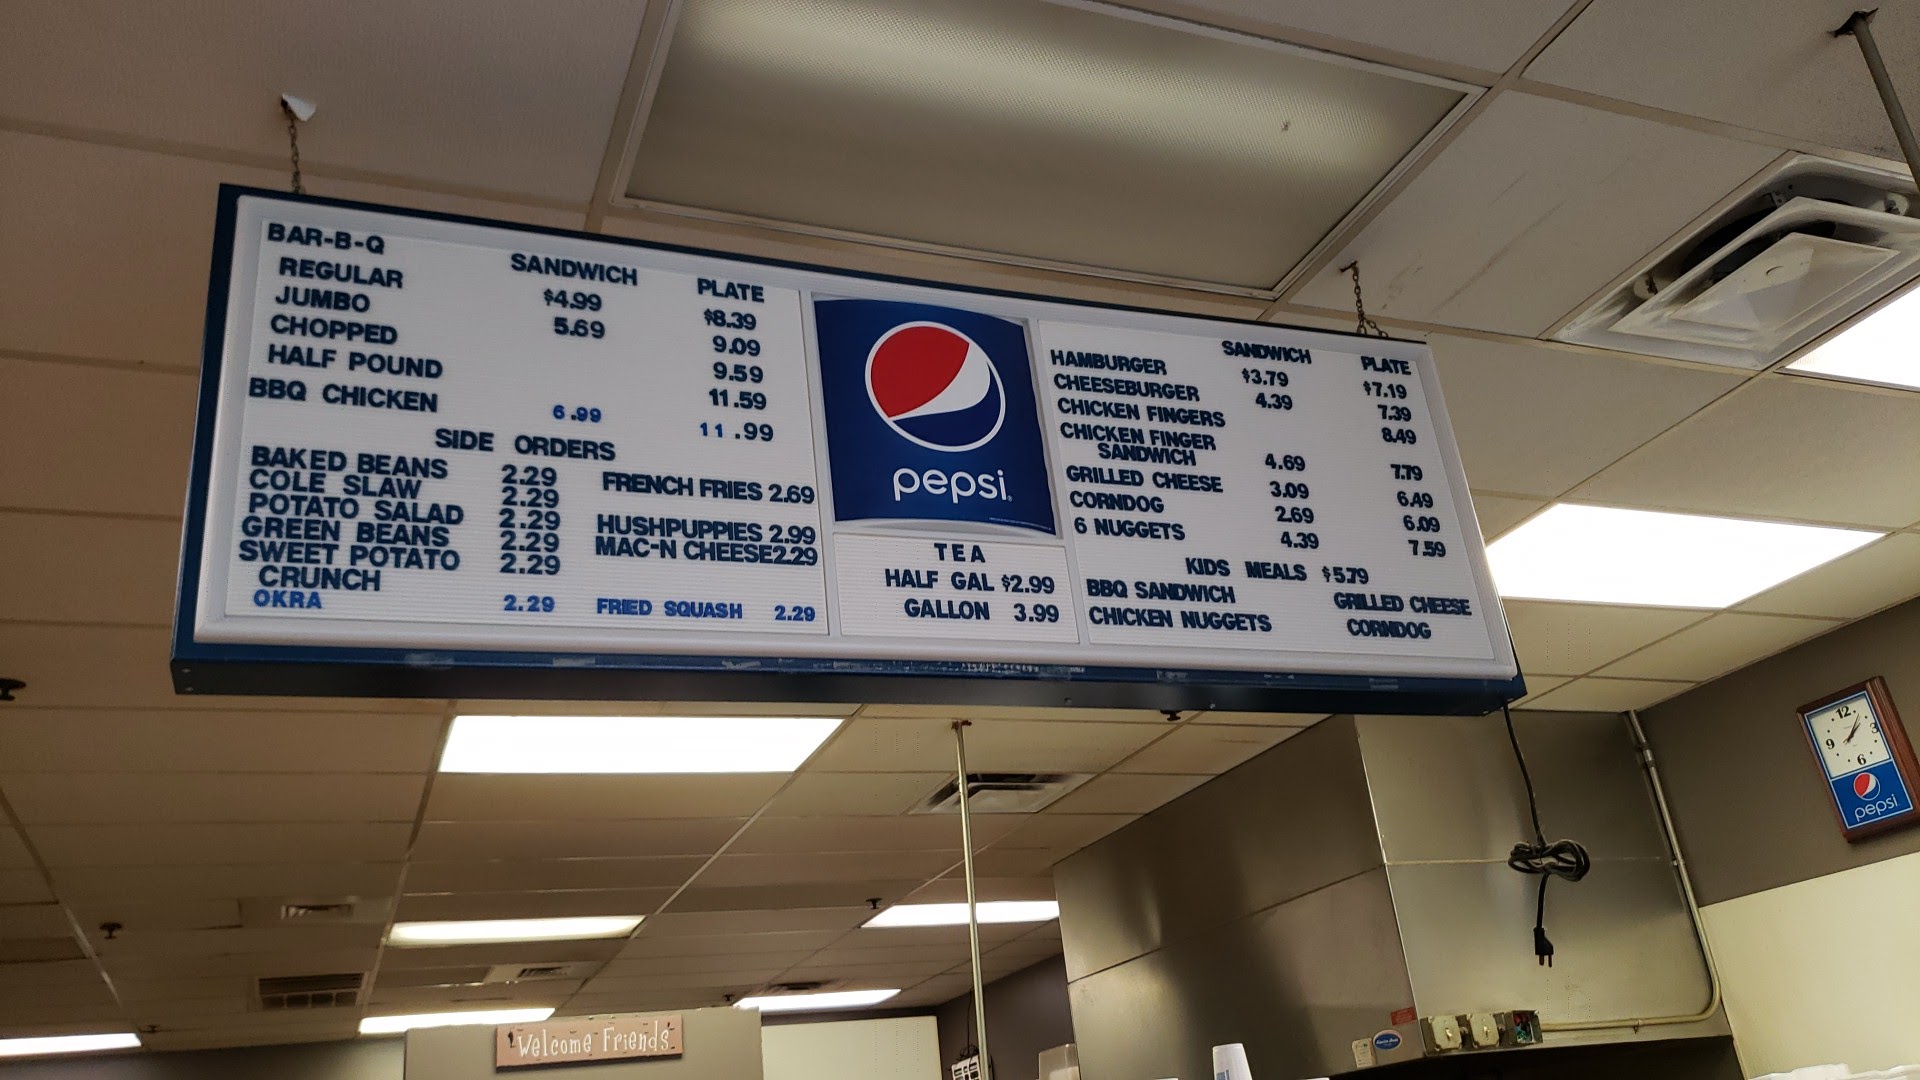 BAR-B-Q SANDWICH PLATE
REGULAR $4.99 $8.39
JUMBO 5.69 9.09
CHOPPED 9.59
HALF POUND 11.59
BBQ CHICKEN 6.99 11.99
SIDE ORDERS
BAKED BEANS 2.29 FRENCH FRIES 2.69
COLE SLAW 2.29
POTATO SALAD 2.29 HUSHPUPPIES 2.99
GREEN BEANS 2.29 MAC-N CHEESE 2.29
SWEET POTATO 2.29
CRUNCH
OKRA 2.29 FRIED SQUASH 2.29
pepsi
TEA
HALF GAL $2.99
GALLON 3.99
SANDWICH PLATE
HAMBURGER $3.79 $7.19
CHEESEBURGER 4.39 7.39
CHICKEN FINGERS 8.49
CHICKEN FINGER
SANDWICH 4.69 7.79
GRILLED CHEESE 3.09 6.49
CORNDOG 2.69 6.09
6 NUGGETS 4.39 7.59
KIDS MEALS $5.79
BBQ SANDWICH GRILLED CHEESE
CHICKEN NUGGETS CORNDOG
12
9 3
6
pepsi
Welcome Friends